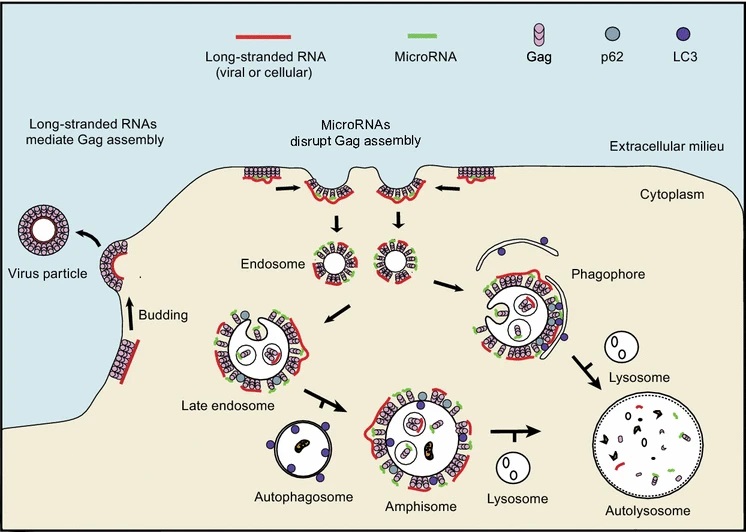 Long-stranded RNA
(viral or cellular)
MicroRNA
Gag
p62
LC3
Long-stranded RNAs
mediate Gag assembly
MicroRNAs
disrupt Gag assembly
Extracellular milieu
Cytoplasm
Virus particle
Endosome
Phagophore
Budding
Lysosome
Late endosome
Autophagosome
Amphisome
Lysosome
Autolysosome